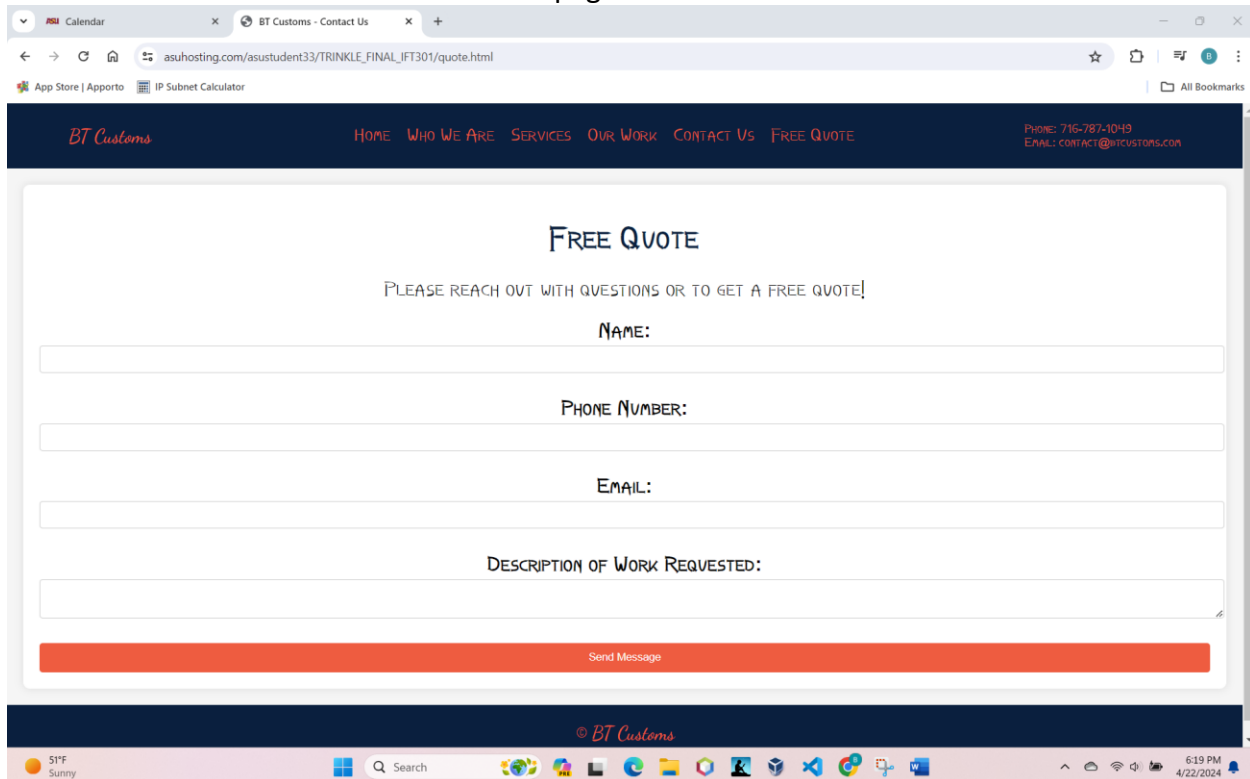 Calendar
BT Customs - Contact Us
asuhosting.com/asustudent33/TRINKLE_FINAL_IFT301/quote.html
B
App Store | Apporto
IP Subnet Calculator
All Bookmarks
BT Customs
Home Who We Are Services Our Work Contact Us Free Quote
Phone: 716-787-1049
Email: contact@btcustoms.com
Free Quote
Please reach out with questions or to get a free quote!
Name:
Phone Number:
Email:
Description of Work Requested:
Send Message
© BT Customs
51°F
Sunny
Search
6:19 PM
4/22/2024